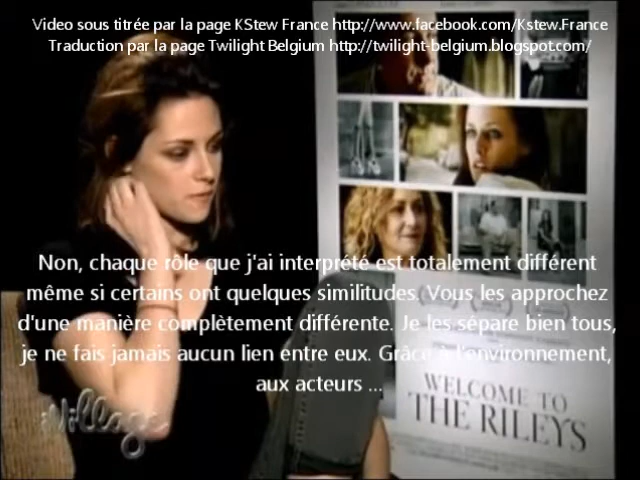 Video sous titrée par la page KStew France http://www.facebook.com/Kstew.France
Traduction par la page Twilight Belgium http://twilight-belgium.blogspot.com/
Non, chaque rôle que j'ai interprété est totalement différent
même si certains ont quelques similitudes. Vous les approchez
d'une manière complètement différente. Je les sépare bien tous,
je ne fais jamais aucun lien entre eux. Grâce à l'environnement,
aux acteurs ...
iVillage
WELCOME TO
THE RILEYS